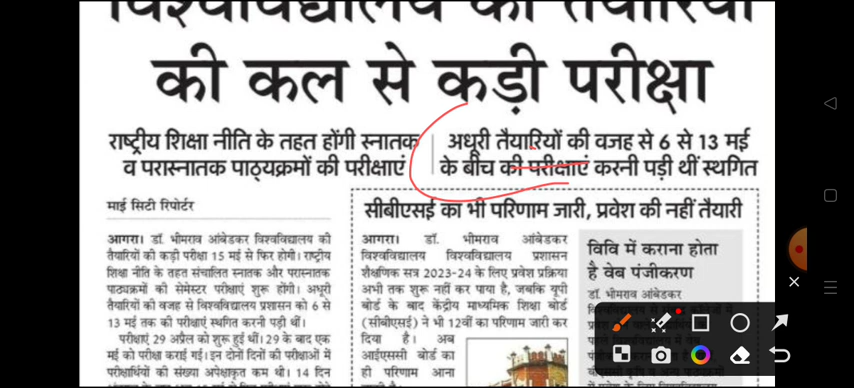 विश्वविद्यालय की तैयारियों
की कल से कड़ी परीक्षा
राष्ट्रीय शिक्षा नीति के तहत होंगी स्नातक
व परास्नातक पाठ्यक्रमों की परीक्षाएं
अधूरी तैयारियों की वजह से 6 से 13 मई
के बीच की परीक्षाएं करनी पड़ी थीं स्थगित
माई सिटी रिपोर्टर
आगरा। डॉ. भीमराव आंबेडकर विश्वविद्यालय की
तैयारियों की कड़ी परीक्षा 15 मई से फिर होगी। राष्ट्रीय
शिक्षा नीति के तहत संचालित स्नातक और परास्नातक
पाठ्यक्रमों की सेमेस्टर परीक्षाएं शुरू होंगी। अधूरी
तैयारियों की वजह से विश्वविद्यालय प्रशासन को 6 से
13 मई तक की परीक्षाएं स्थगित करनी पड़ी थीं।
परीक्षाएं 29 अप्रैल को शुरू हुई थीं। 29 के बाद एक
मई को परीक्षा कराई गई। इन दोनों दिनों की परीक्षाओं में
परीक्षार्थियों की संख्या अपेक्षाकृत कम थी। 14 दिन
सीबीएसई का भी परिणाम जारी, प्रवेश की नहीं तैयारी
आगरा। डॉ. भीमराव आंबेडकर
विश्वविद्यालय विश्वविद्यालय प्रशासन
शैक्षणिक सत्र 2023-24 के लिए प्रवेश प्रक्रिया
अभी तक शुरू नहीं कर पाया है, जबकि यूपी
बोर्ड के बाद केंद्रीय माध्यमिक शिक्षा बोर्ड
(सीबीएसई) ने भी 12वीं का परिणाम जारी कर
दिया है। अब
आईएससी बोर्ड का
ही परिणाम आना
विवि में कराना होता
है वेब पंजीकरण
डॉ. भीमराव आंबेडकर